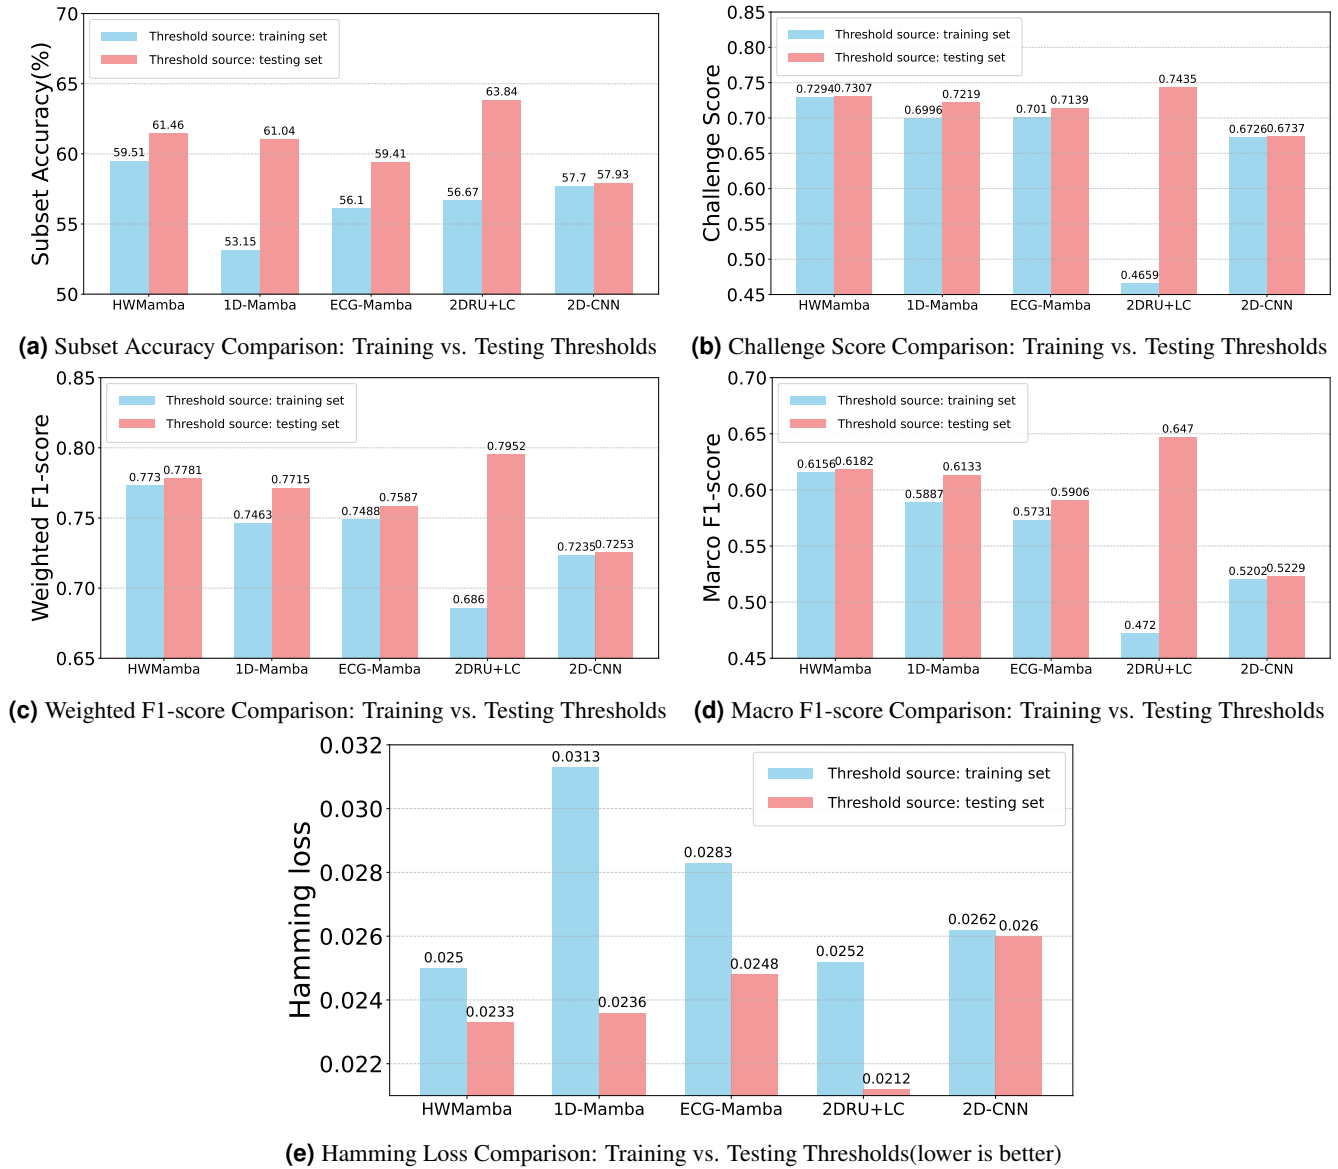 Subset Accuracy(%)
70
65
60
55
50
Threshold source: training set
Threshold source: testing set
59.51
61.46
53.15
61.04
56.1
59.41
56.67
63.84
57.7
57.93
HWMamba
1D-Mamba
ECG-Mamba
2DRU+LC
2D-CNN
(a) Subset Accuracy Comparison: Training vs. Testing Thresholds
Challenge Score
0.85
0.80
0.75
0.70
0.65
0.60
0.55
0.50
0.45
Threshold source: training set
Threshold source: testing set
0.7294
0.7307
0.6996
0.7219
0.701
0.7139
0.4659
0.7435
0.6726
0.6737
HWMamba
1D-Mamba
ECG-Mamba
2DRU+LC
2D-CNN
(b) Challenge Score Comparison: Training vs. Testing Thresholds
Weighted F1-score
0.85
0.80
0.75
0.70
0.65
Threshold source: training set
Threshold source: testing set
0.773
0.7781
0.7463
0.7715
0.7488
0.7587
0.686
0.7952
0.7235
0.7253
HWMamba
1D-Mamba
ECG-Mamba
2DRU+LC
2D-CNN
(c) Weighted F1-score Comparison: Training vs. Testing Thresholds
Marco F1-score
0.70
0.65
0.60
0.55
0.50
0.45
Threshold source: training set
Threshold source: testing set
0.6156
0.6182
0.5887
0.6133
0.5731
0.5906
0.472
0.647
0.5202
0.5229
HWMamba
1D-Mamba
ECG-Mamba
2DRU+LC
2D-CNN
(d) Macro F1-score Comparison: Training vs. Testing Thresholds
Hamming loss
0.032
0.030
0.028
0.026
0.024
0.022
Threshold source: training set
Threshold source: testing set
0.025
0.0233
0.0313
0.0236
0.0283
0.0248
0.0252
0.0212
0.0262
0.026
HWMamba
1D-Mamba
ECG-Mamba
2DRU+LC
2D-CNN
(e) Hamming Loss Comparison: Training vs. Testing Thresholds(lower is better)